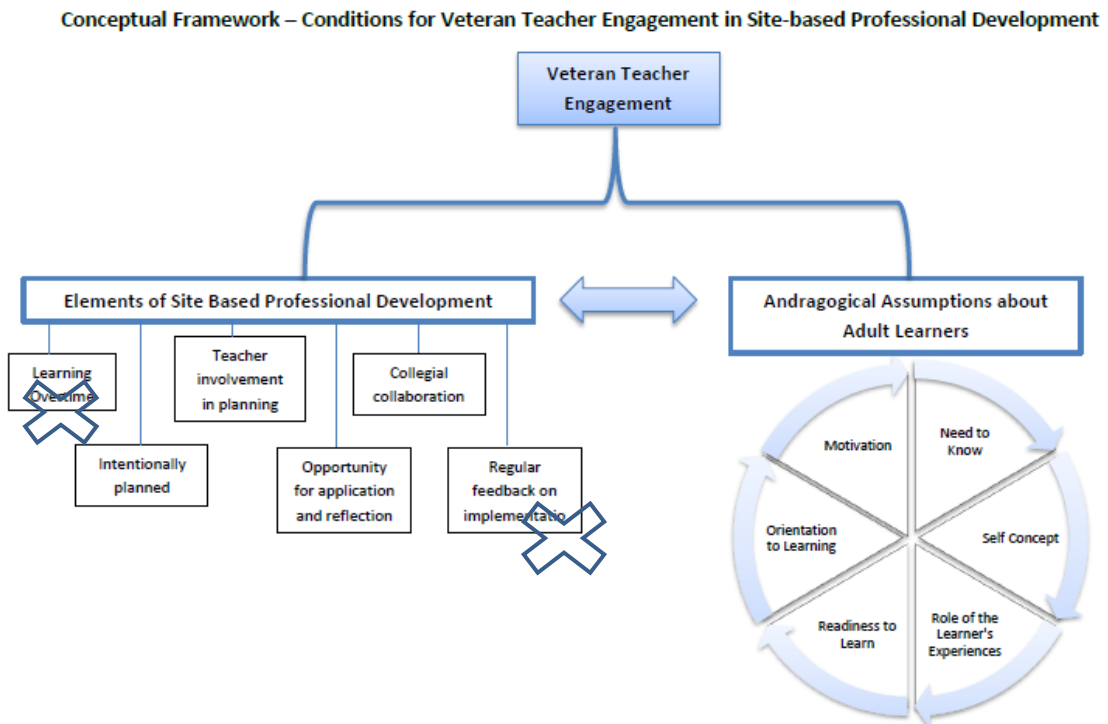 Conceptual Framework – Conditions for Veteran Teacher Engagement in Site-based Professional Development
Veteran Teacher
Engagement
Elements of Site Based Professional Development
Andragogical Assumptions about
Adult Learners
Learning
Overtime
Intentionally
planned
Teacher
involvement
in planning
Opportunity
for application
and reflection
Collegial
collaboration
Regular
feedback on
implementatio
Motivation
Need to
Know
Self Concept
Role of the
Learner's
Experiences
Readiness to
Learn
Orientation
to Learning